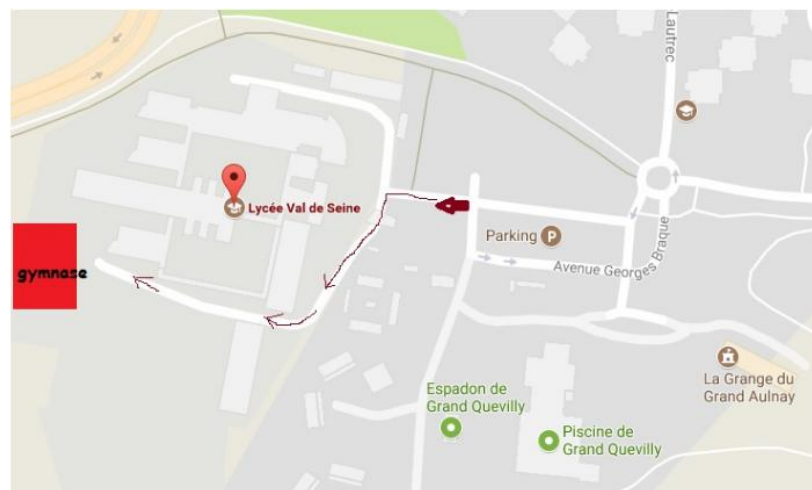 Lautrec
Lycée Val de Seine
gymnase
Parking P
Avenue Georges Braque
La Grange du
Grand Aulnay
Espadon de
Grand Quevilly
Piscine de
Grand Quevilly